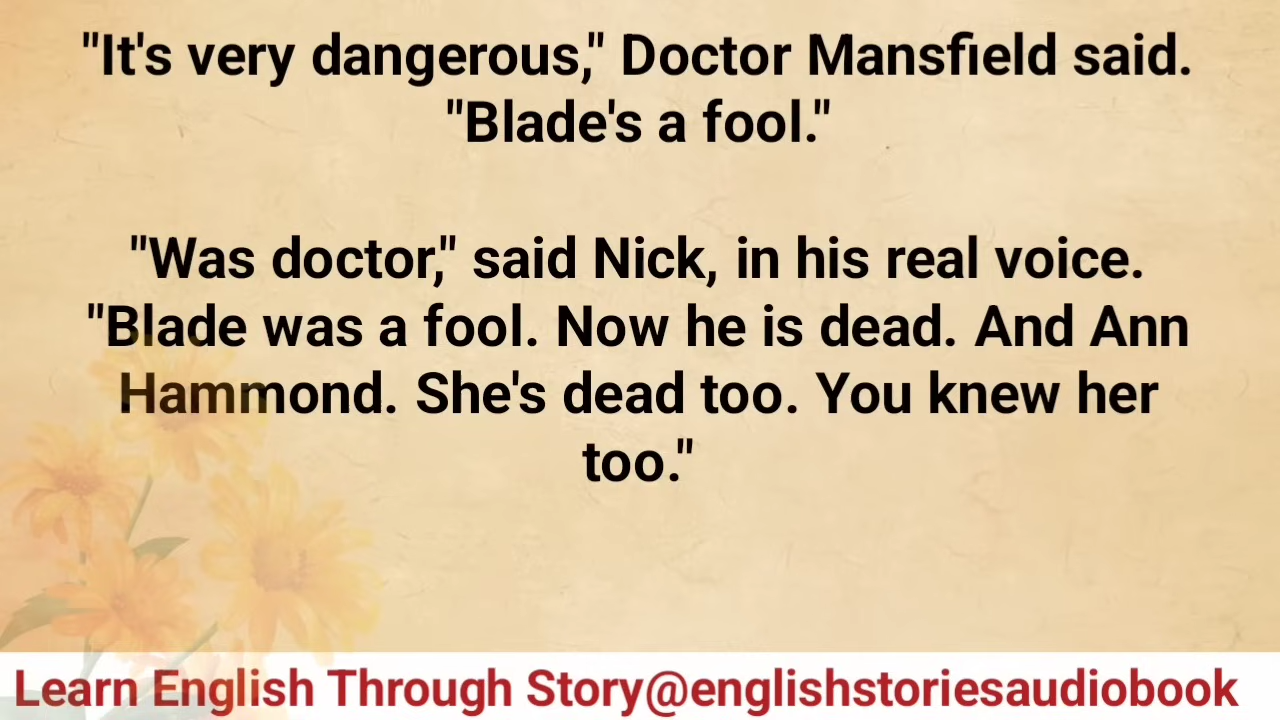 "It's very dangerous," Doctor Mansfield said.
"Blade's a fool."
"Was doctor," said Nick, in his real voice.
"Blade was a fool. Now he is dead. And Ann
Hammond. She's dead too. You knew her
too."
Learn English Through Story@englishstoriesaudiobook